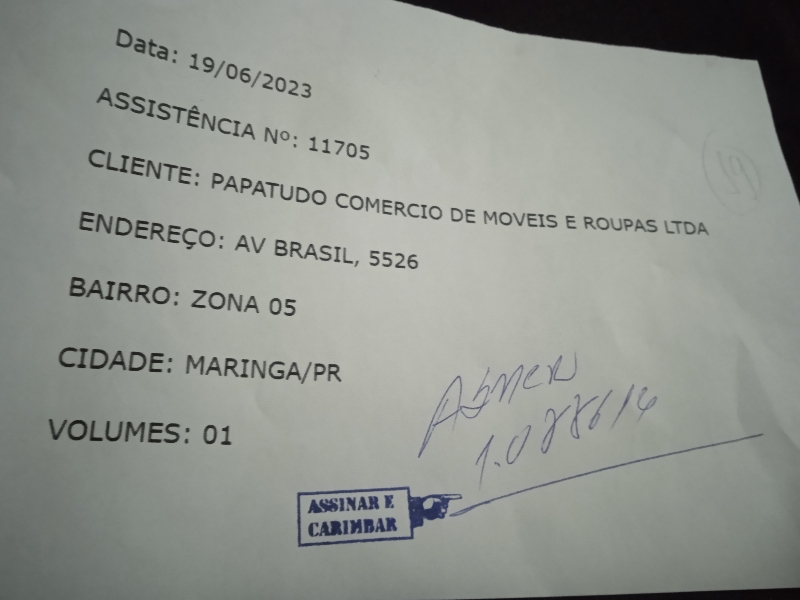 Data: 19/06/2023
ASSISTÊNCIA Nº: 11705
CLIENTE: PAPATUDO COMERCIO DE MOVEIS E ROUPAS LTDA
ENDEREÇO: AV BRASIL, 5526
BAIRRO: ZONA 05
CIDADE: MARINGA/PR
VOLUMES: 01
ASSINAR E
CARIMBAR